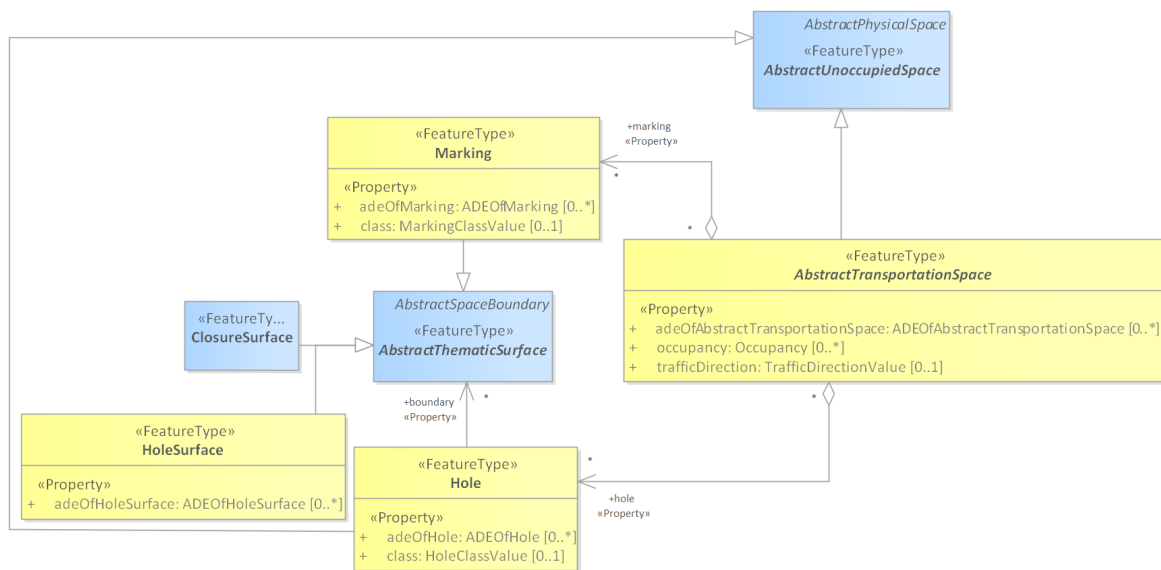 AbstractPhysicalSpace
«FeatureType»
AbstractUnoccupiedSpace
+marking
«Property»
*
*
«FeatureType»
Marking
«Property»
+ adeOfMarking: ADEOfMarking [0..*]
+ class: MarkingClassValue [0..1]
«FeatureType»
AbstractTransportationSpace
«Property»
+ adeOfAbstractTransportationSpace: ADEOfAbstractTransportationSpace [0..*]
+ occupancy: Occupancy [0..*]
+ trafficDirection: TrafficDirectionValue [0..1]
AbstractSpaceBoundary
«FeatureType»
AbstractThematicSurface
«FeatureTy...
ClosureSurface
+boundary
«Property»
*
*
«FeatureType»
HoleSurface
«Property»
+ adeOfHoleSurface: ADEOfHoleSurface [0..*]
«FeatureType»
Hole
«Property»
+ adeOfHole: ADEOfHole [0..*]
+ class: HoleClassValue [0..1]
*
+hole
«Property»